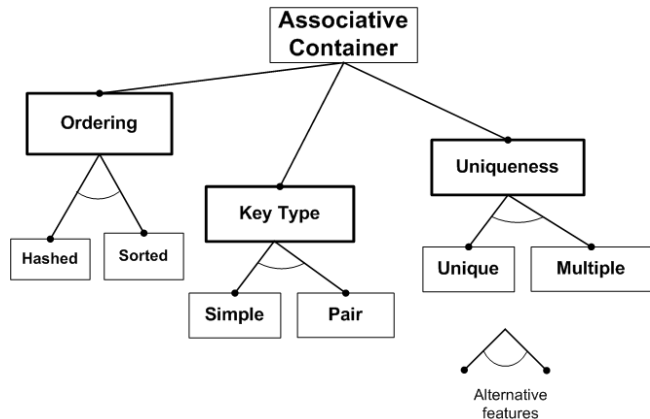 Associative
Container
Ordering
Uniqueness
Key Type
Hashed
Sorted
Unique
Multiple
Simple
Pair
Alternative
features